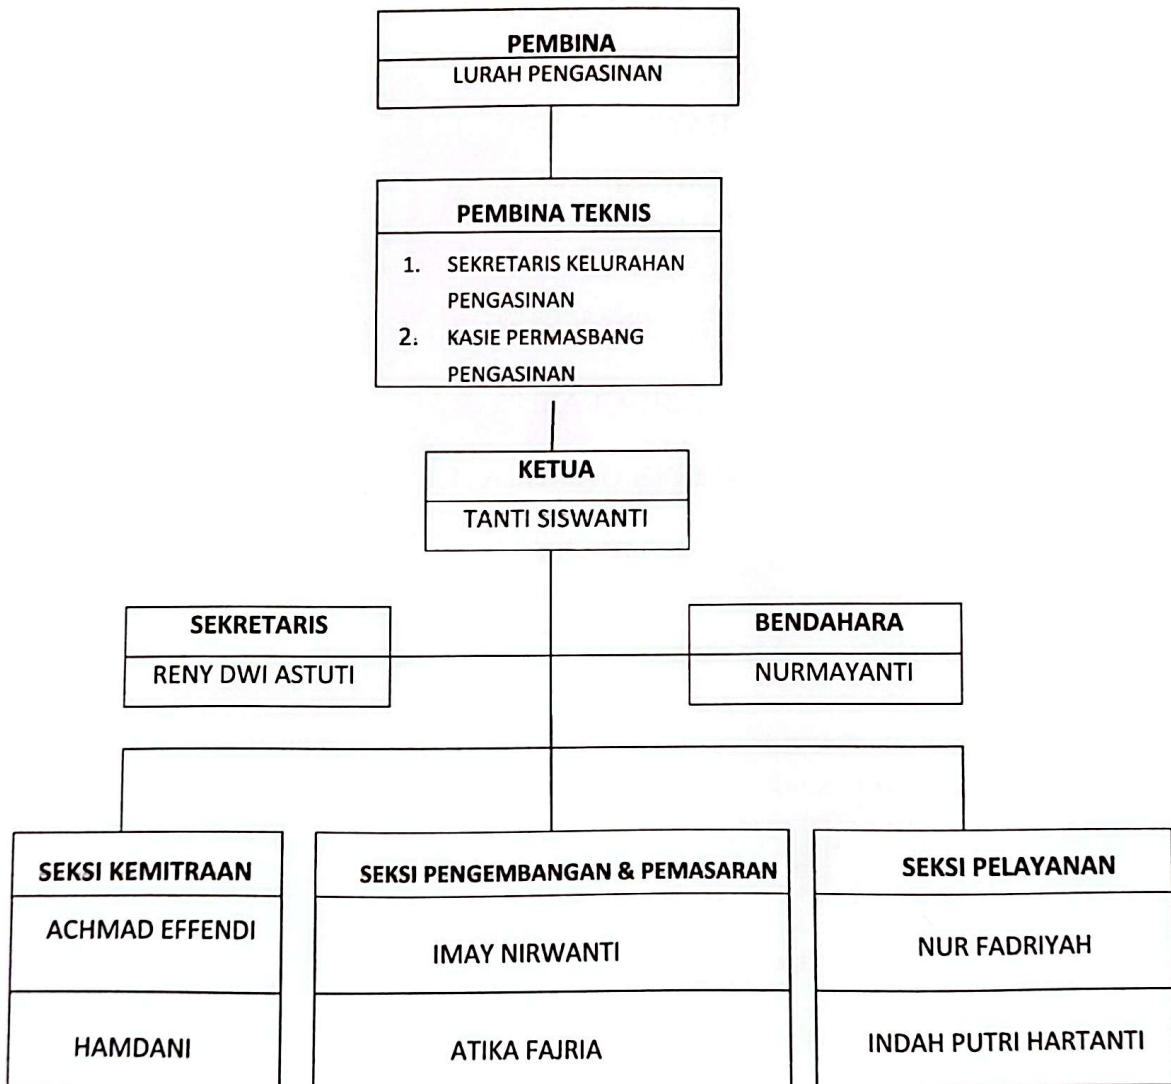 PEMBINA
LURAH PENGASINAN
PEMBINA TEKNIS
1. SEKRETARIS KELURAHAN
PENGASINAN
2. KASIE PERMASBANG
PENGASINAN
KETUA
TANTI SISWANTI
SEKRETARIS
RENY DWI ASTUTI
BENDAHARA
NURMAYANTI
SEKSI KEMITRAAN
ACHMAD EFFENDI
HAMDANI
SEKSI PENGEMBANGAN & PEMASARAN
IMAY NIRWANTI
ATIKA FAJRIA
SEKSI PELAYANAN
NUR FADRIYAH
INDAH PUTRI HARTANTI